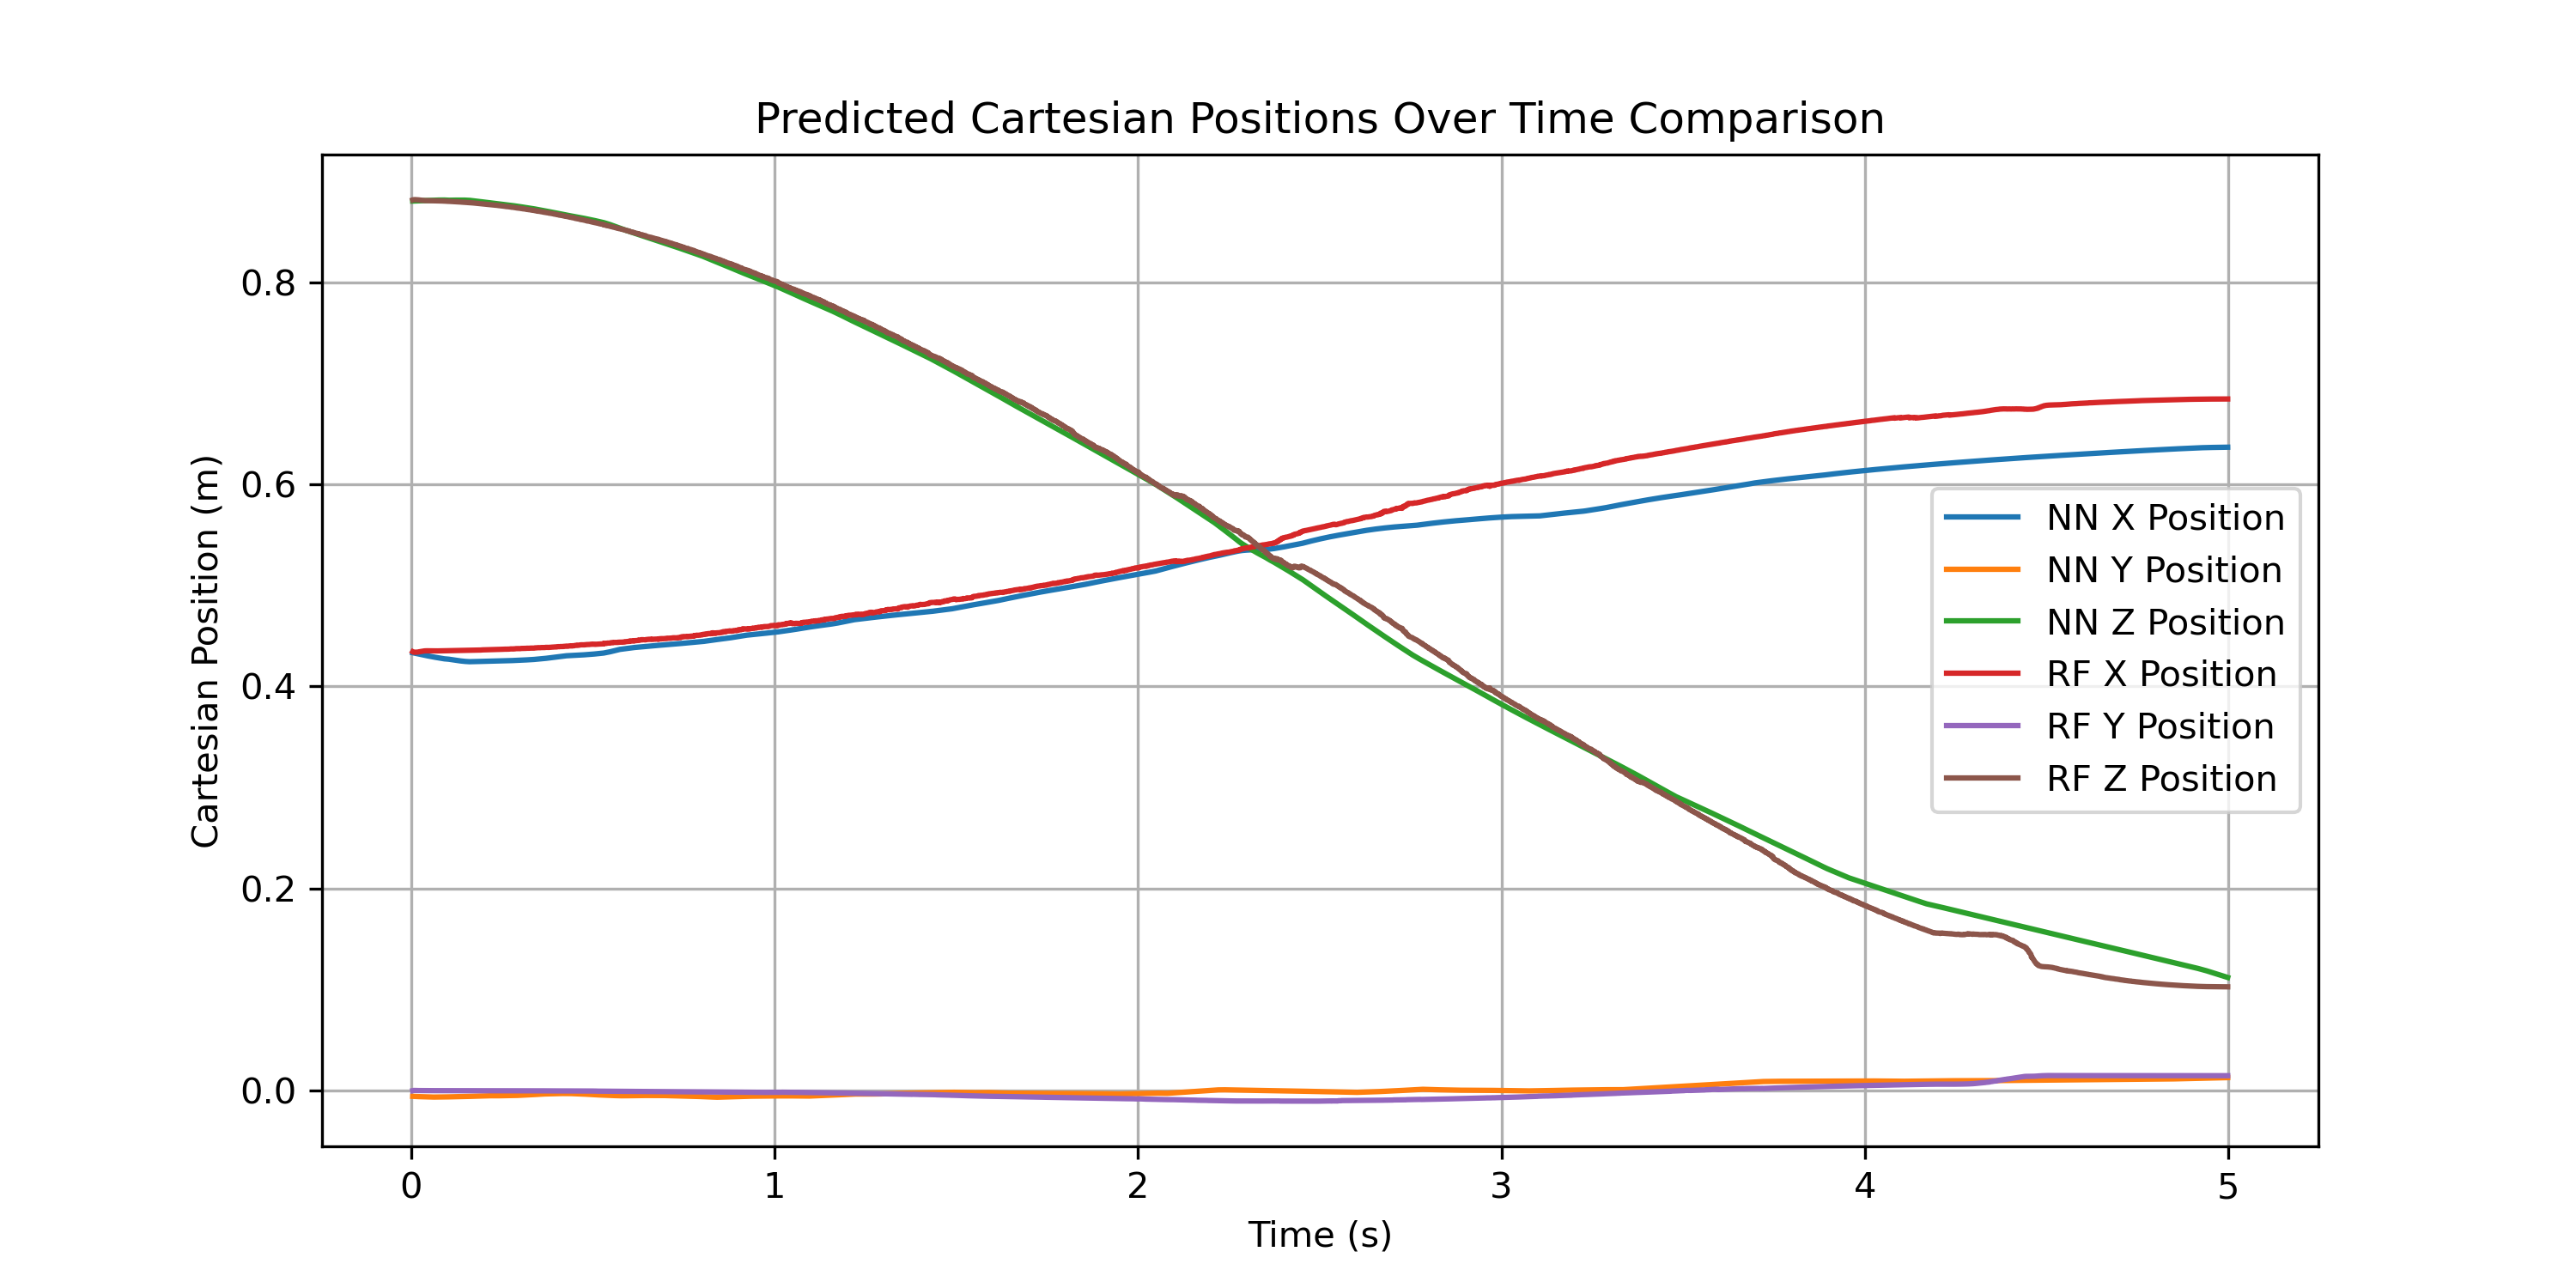 Predicted Cartesian Positions Over Time Comparison
Cartesian Position (m)
0.8
0.6
0.4
0.2
0.0
NN X Position
NN Y Position
NN Z Position
RF X Position
RF Y Position
RF Z Position
0 1 2 3 4 5
Time (s)